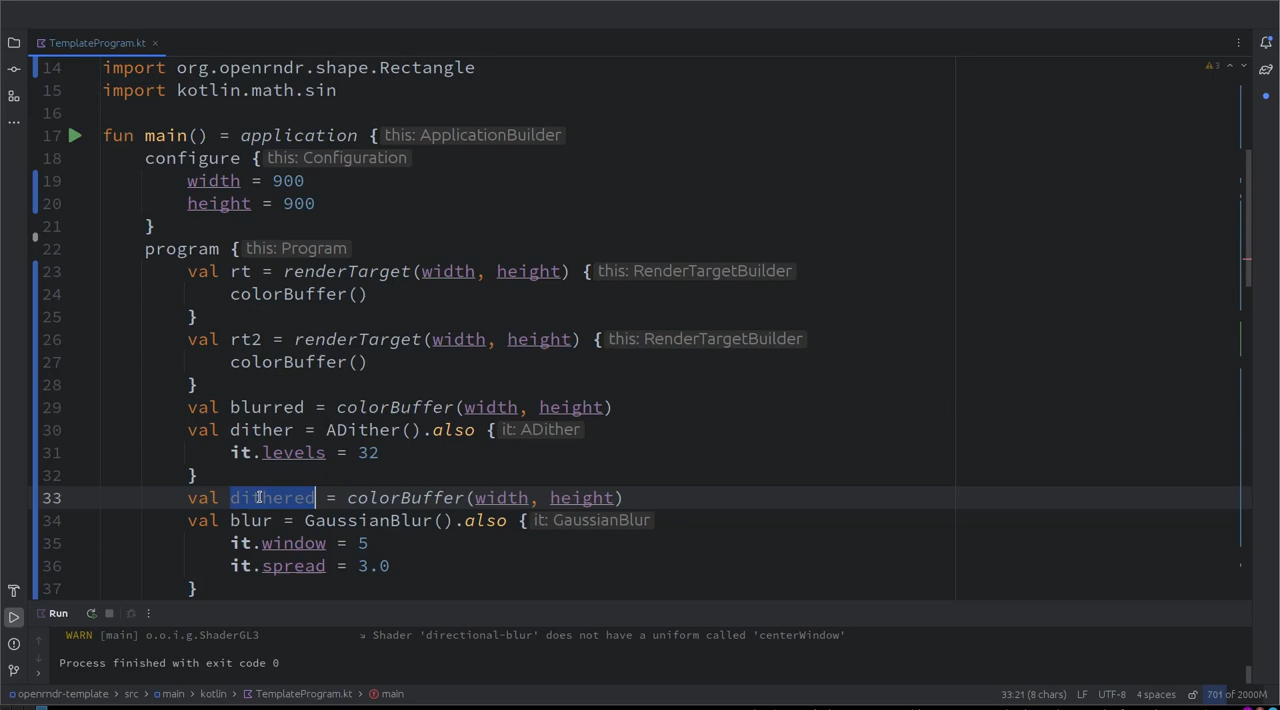 TemplateProgram.kt ×
14 import org.openrndr.shape.Rectangle
3
15 import kotlin.math.sin
16
17 fun main() = application { this: ApplicationBuilder
18 configure { this: Configuration
19 width = 900
20 height = 900
21 }
22 program { this: Program
23 val rt = renderTarget(width, height) { this: RenderTargetBuilder
24 colorBuffer()
25 }
26 val rt2 = renderTarget(width, height) { this: RenderTargetBuilder
27 colorBuffer()
28 }
29 val blurred = colorBuffer(width, height)
30 val dither = ADither().also { it: ADither
31 it.levels = 32
32 }
33 val dithered = colorBuffer(width, height)
34 val blur = GaussianBlur().also { it: GaussianBlur
35 it.window = 5
36 it.spread = 3.0
37 }
Run
WARN [main] o.o.i.g.ShaderGL3 ↘ Shader 'directional-blur' does not have a uniform called 'centerWindow'
Process finished with exit code 0
openrndr-template > src > main > kotlin > TemplateProgram.kt > main 33:21 (8 chars) LF UTF-8 4 spaces 701 of 2000M